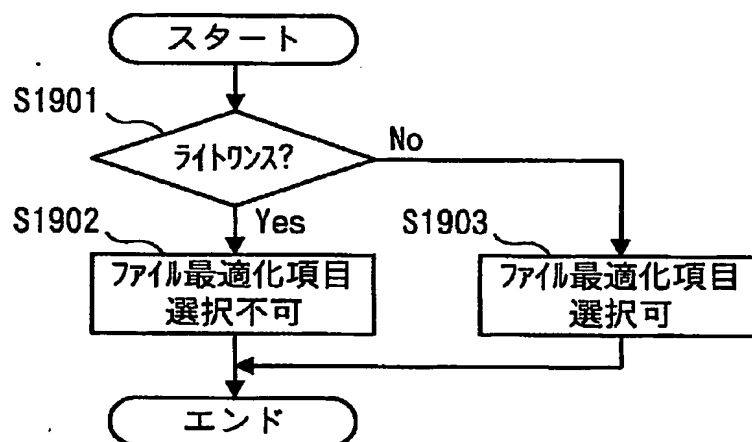 スタート
S1901
ライトワンス?
No
S1902
Yes
S1903
ファイル最適化項目
選択不可
ファイル最適化項目
選択可
エンド